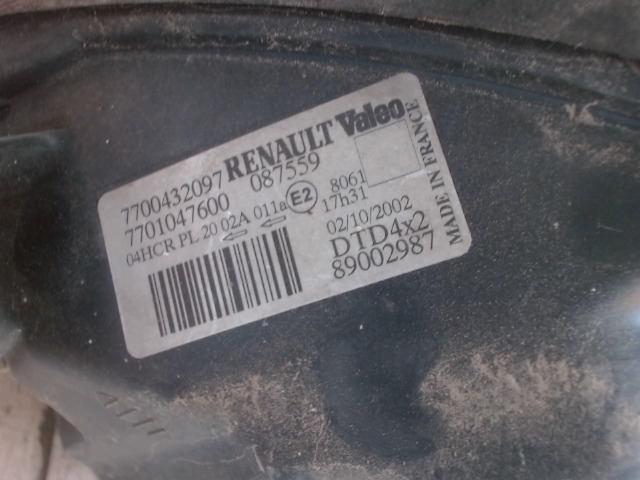 RENAULT Valeo
7700432097 087559
7701047600
04HCR PL 20 02A 011a E2 8061
17h31
02/10/2002
DTD4x2
89002987
MADE IN FRANCE